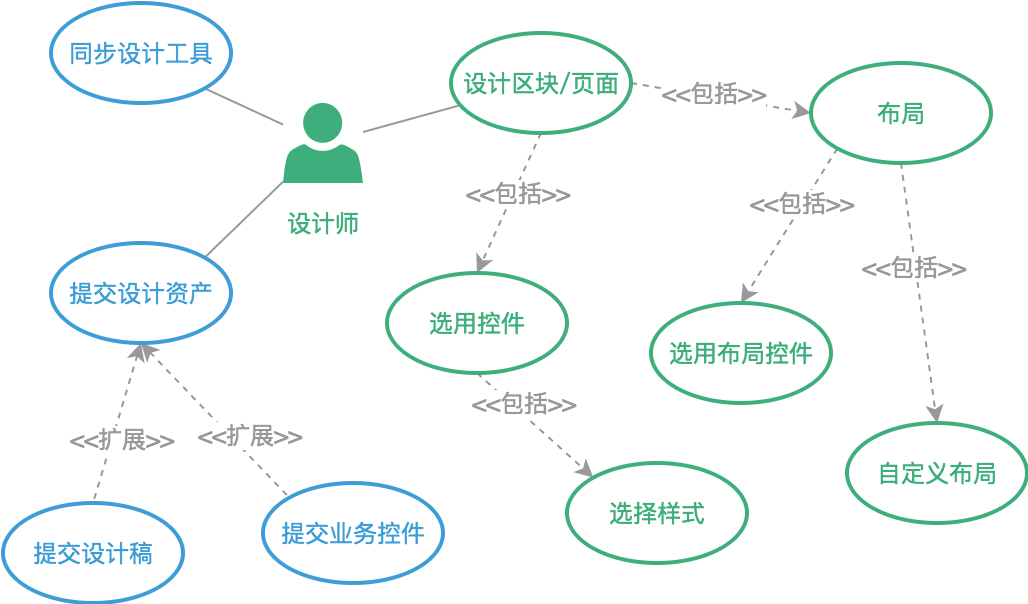 同步设计工具
设计区块/页面
<<包括>>
布局
<<包括>>
<<包括>>
设计师
<<包括>>
提交设计资产
选用控件
选用布局控件
<<包括>>
<<扩展>>
<<扩展>>
自定义布局
选择样式
提交业务控件
提交设计稿